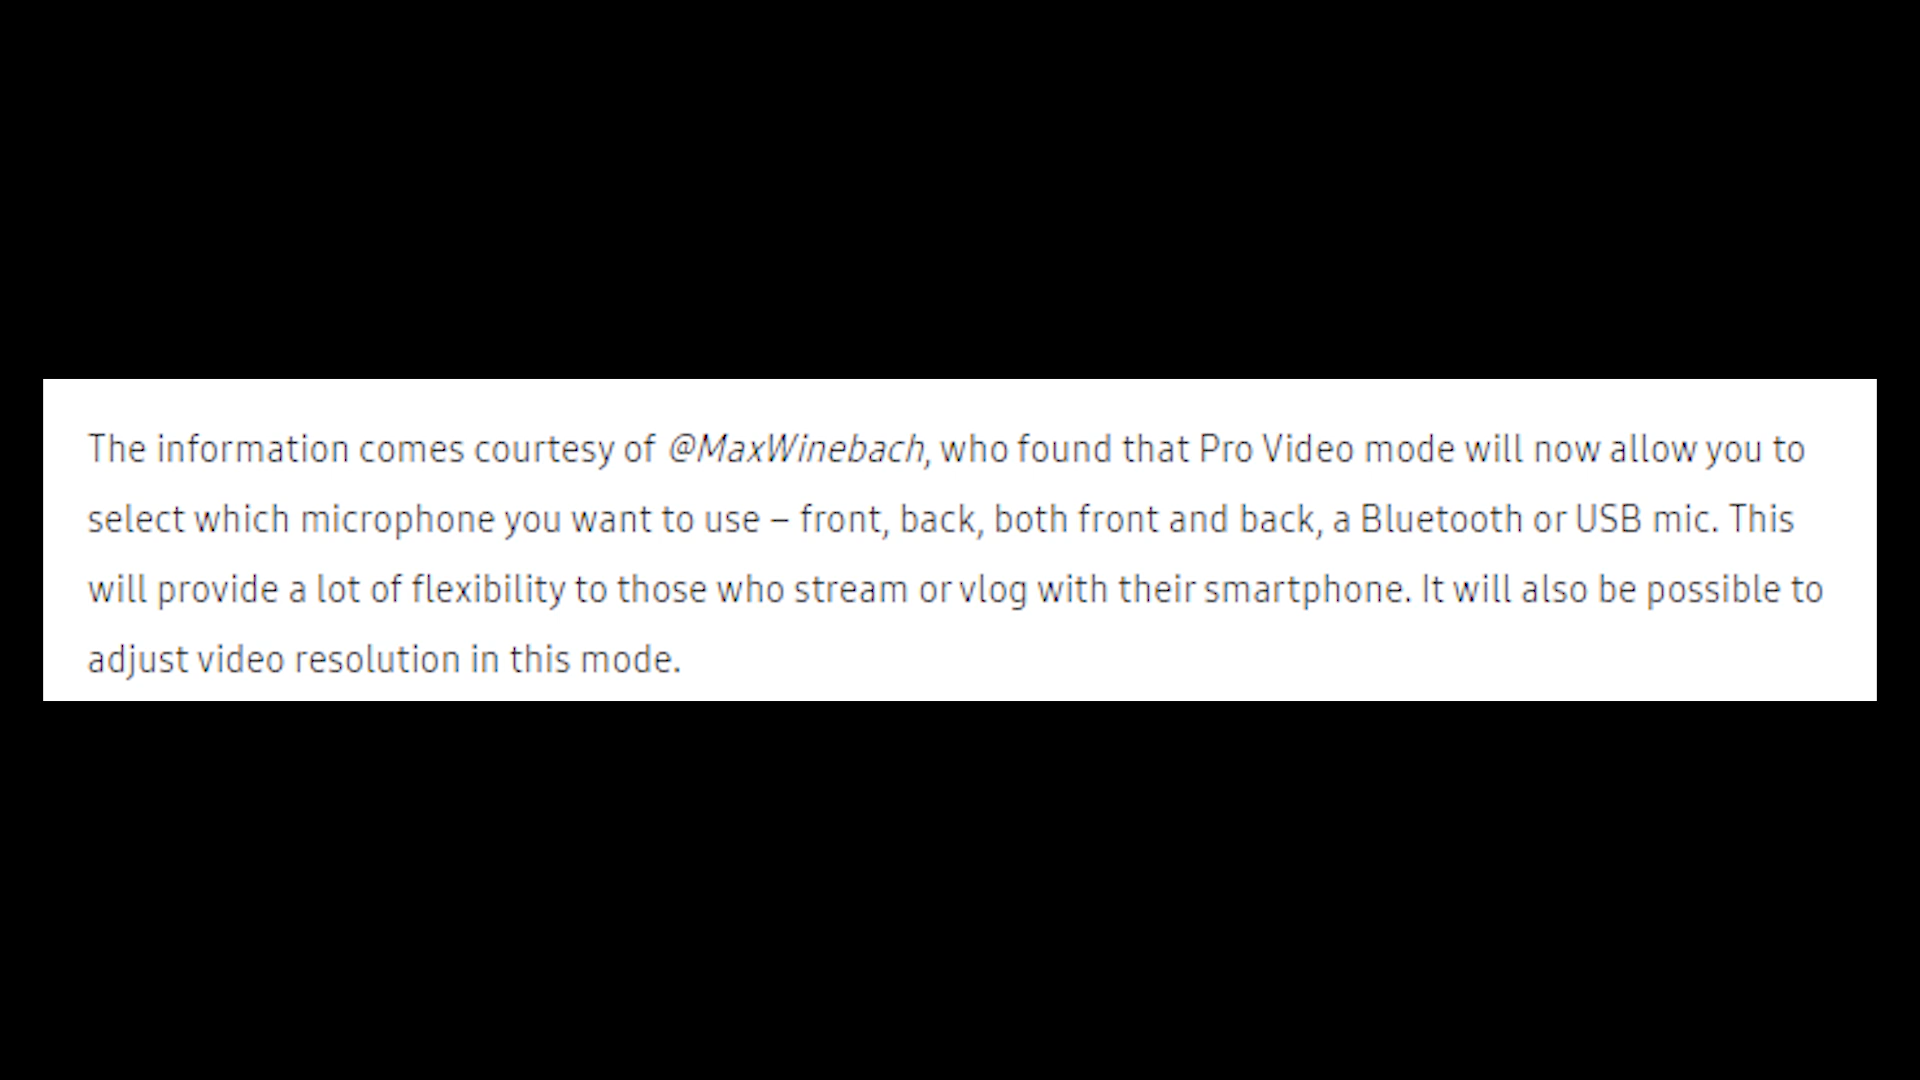 The information comes courtesy of @MaxWinebach, who found that Pro Video mode will now allow you to
select which microphone you want to use – front, back, both front and back, a Bluetooth or USB mic. This
will provide a lot of flexibility to those who stream or vlog with their smartphone. It will also be possible to
adjust video resolution in this mode.